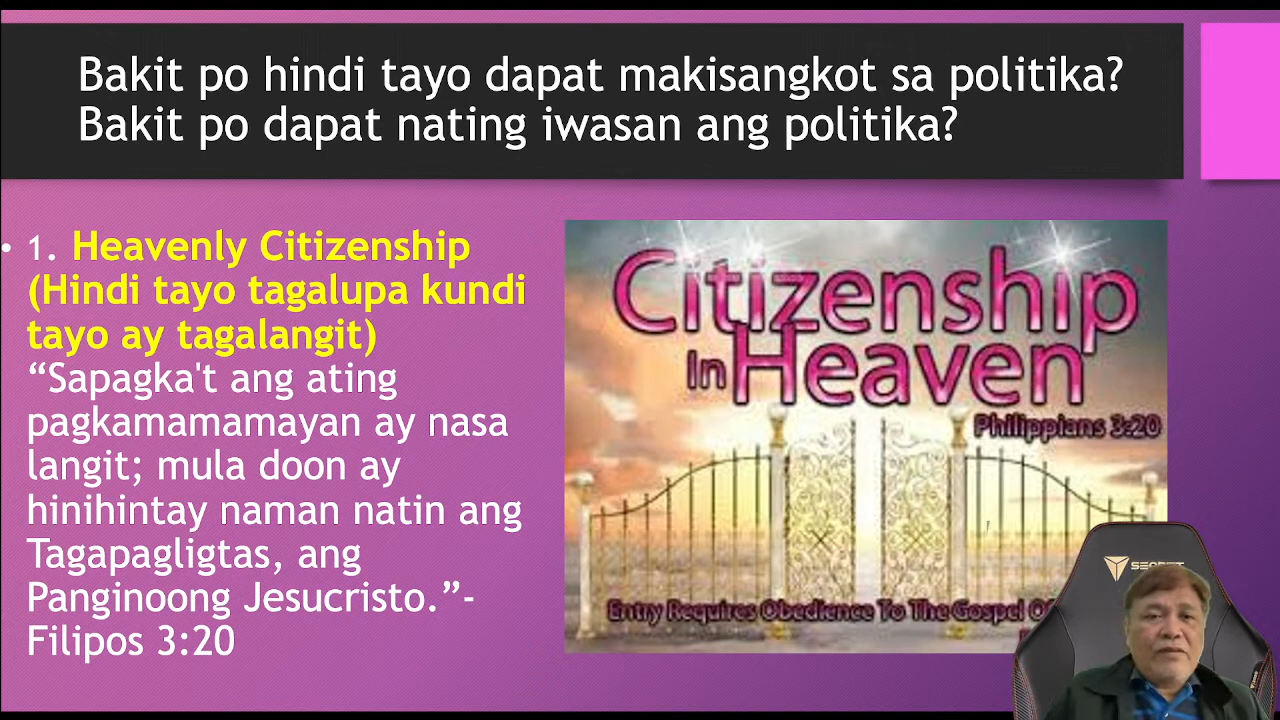 Bakit po hindi tayo dapat makisangkot sa politika?
Bakit po dapat nating iwasan ang politika?
• 1. Heavenly Citizenship
(Hindi tayo tagalupa kundi
tayo ay tagalangit)
“Sapagka't ang ating
pagkamamamayan ay nasa
langit; mula doon ay
hinihintay naman natin ang
Tagapagligtas, ang
Panginoong Jesucristo.”-
Filipos 3:20
Citizenship
In Heaven
Philippians 3:20
Entry Requires Obedience To The Gospel